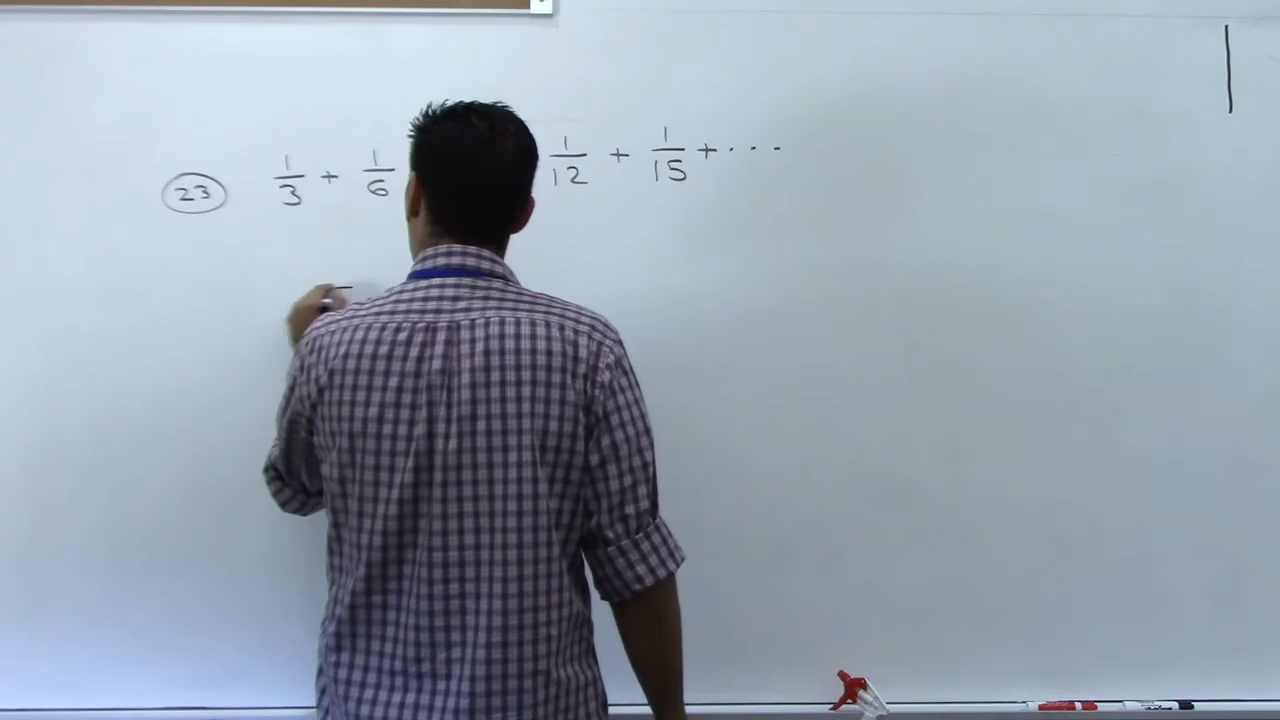 23 1/3 + 1/6 1/12 + 1/15 + ...